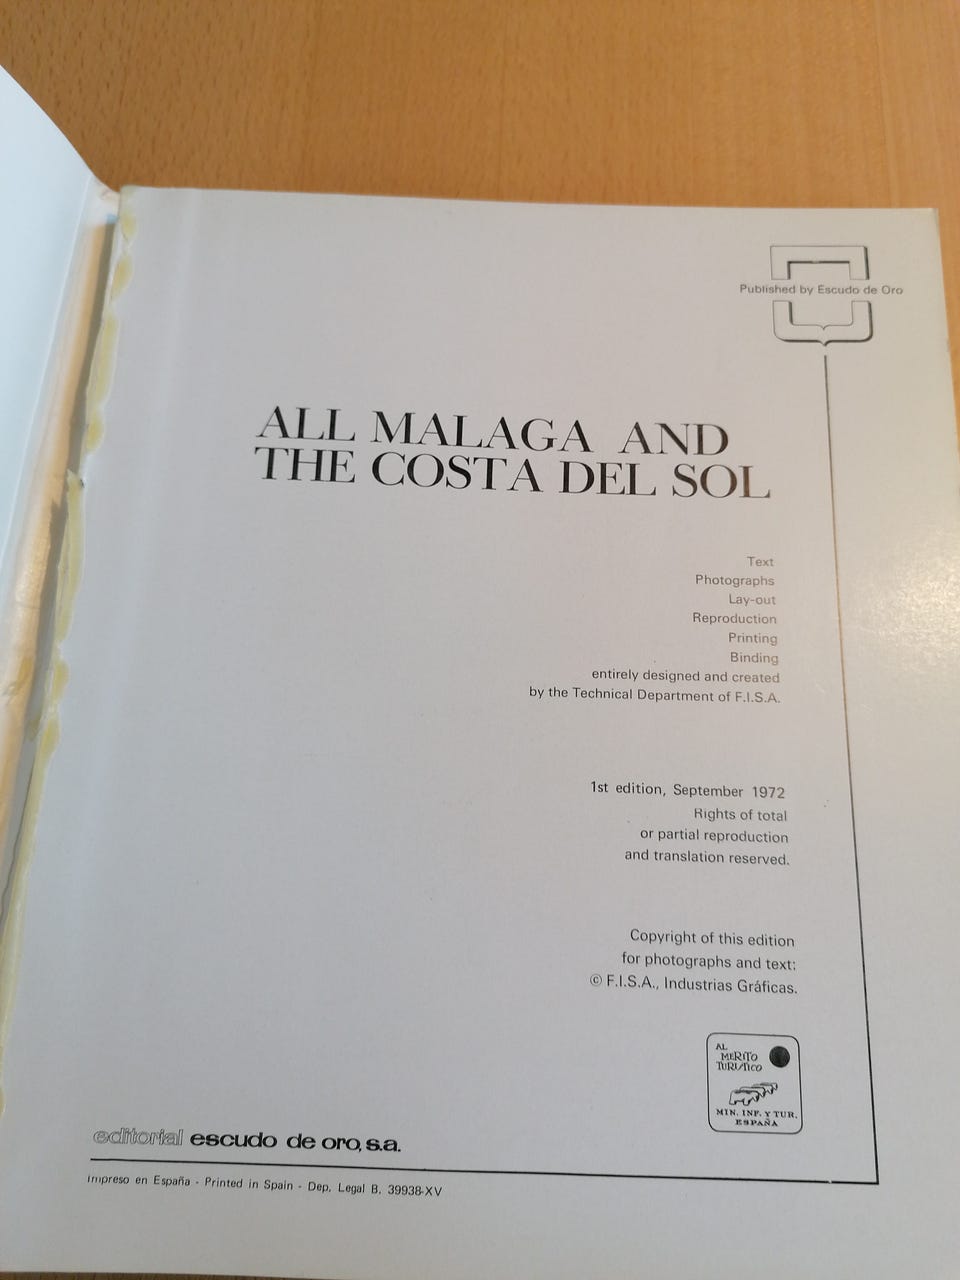 Published by Escudo de Oro
ALL MALAGA AND
THE COSTA DEL SOL
Text
Photographs
Lay-out
Reproduction
Printing
Binding
entirely designed and created
by the Technical Department of F.I.S.A.
1st edition, September 1972
Rights of total
or partial reproduction
and translation reserved.
Copyright of this edition
for photographs and text:
© F.I.S.A., Industrias Gráficas.
AL
MERITO
TURISTICO
MIN. INF. Y TUR.
ESPAÑA
editorial escudo de oro, s.a.
Impreso en España - Printed in Spain - Dep. Legal B. 39938-XV